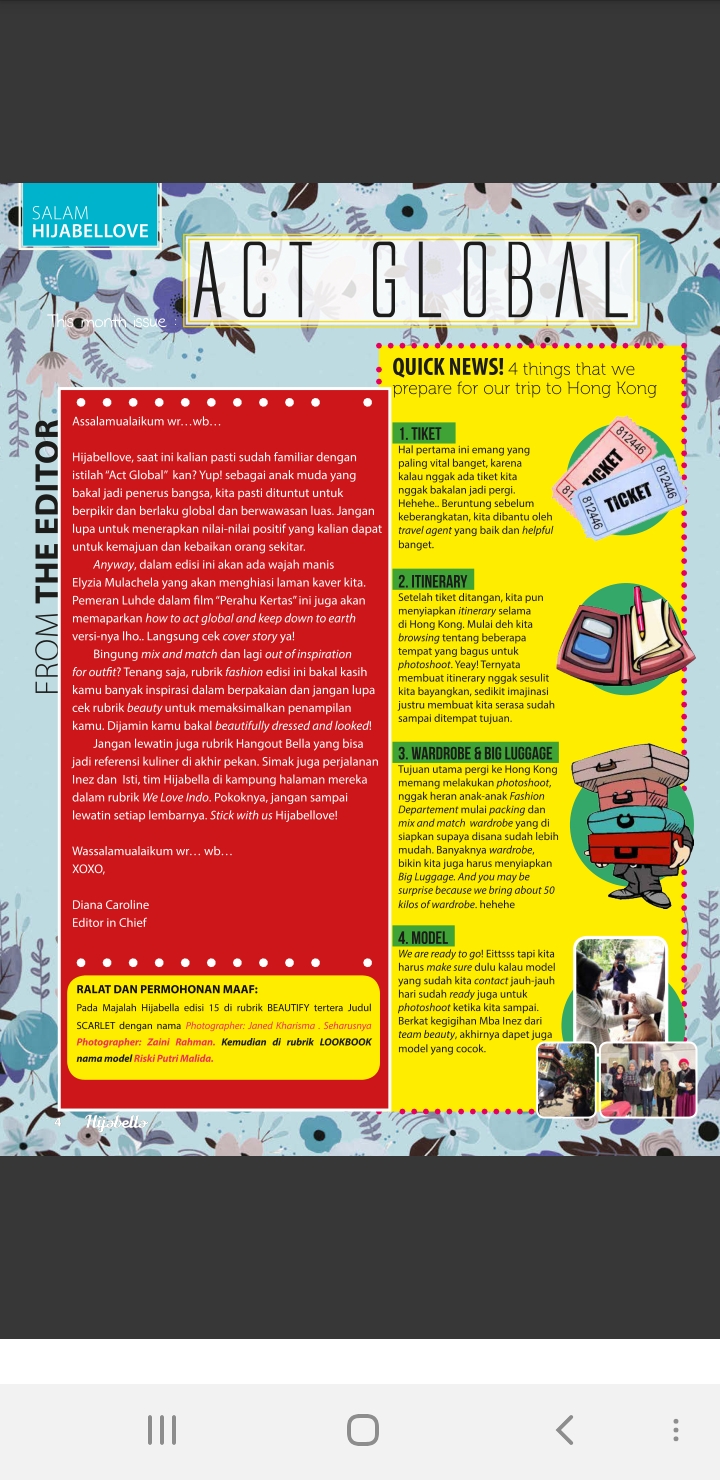 SALAM
HIJABELLOVE
ACT GLOBAL
This month issue :
FROM THE EDITOR
Assalamualaikum wr…wb…
Hijabellove, saat ini kalian pasti sudah familiar dengan
istilah “Act Global” kan? Yup! sebagai anak muda yang
bakal jadi penerus bangsa, kita pasti dituntut untuk
berpikir dan berlaku global dan berwawasan luas. Jangan
lupa untuk menerapkan nilai-nilai positif yang kalian dapat
untuk kemajuan dan kebaikan orang sekitar.
Anyway, dalam edisi ini akan ada wajah manis
Elyzia Mulachela yang akan menghiasi laman kaver kita.
Pemeran Luhde dalam film “Perahu Kertas” ini juga akan
memaparkan how to act global and keep down to earth
versi-nya lho.. Langsung cek cover story ya!
Bingung mix and match dan lagi out of inspiration
for outfit? Tenang saja, rubrik fashion edisi ini bakal kasih
kamu banyak inspirasi dalam berpakaian dan jangan lupa
cek rubrik beauty untuk memaksimalkan penampilan
kamu. Dijamin kamu bakal beautifully dressed and looked!
Jangan lewatin juga rubrik Hangout Bella yang bisa
jadi referensi kuliner di akhir pekan. Simak juga perjalanan
Inez dan Isti, tim Hijabella di kampung halaman mereka
dalam rubrik We Love Indo. Pokoknya, jangan sampai
lewatin setiap lembarnya. Stick with us Hijabellove!
Wassalamualaikum wr… wb…
XOXO,
Diana Caroline
Editor in Chief
RALAT DAN PERMOHONAN MAAF:
Pada Majalah Hijabella edisi 15 di rubrik BEAUTIFY tertera Judul
SCARLET dengan nama Photographer: Janed Kharisma . Seharusnya
Photographer: Zaini Rahman. Kemudian di rubrik LOOKBOOK
nama model Riski Putri Malida.
QUICK NEWS! 4 things that we
prepare for our trip to Hong Kong
1. TIKET
Hal pertama ini emang yang
paling vital banget, karena
kalau nggak ada tiket kita
nggak bakalan jadi pergi.
Hehehe.. Beruntung sebelum
keberangkatan, kita dibantu oleh
travel agent yang baik dan helpful
banget.
812446
TICKET
81
812446
TICKET
812446
2. ITINERARY
Setelah tiket ditangan, kita pun
menyiapkan itinerary selama
di Hong Kong. Mulai deh kita
browsing tentang beberapa
tempat yang bagus untuk
photoshoot. Yeay! Ternyata
membuat itinerary nggak sesulit
kita bayangkan, sedikit imajinasi
justru membuat kita serasa sudah
sampai ditempat tujuan.
3. WARDROBE & BIG LUGGAGE
Tujuan utama pergi ke Hong Kong
memang melakukan photoshoot,
nggak heran anak-anak Fashion
Departement mulai packing dan
mix and match wardrobe yang di
siapkan supaya disana sudah lebih
mudah. Banyaknya wardrobe,
bikin kita juga harus menyiapkan
Big Luggage. And you may be
surprise because we bring about 50
kilos of wardrobe. hehehe
4. MODEL
We are ready to go! Eittsss tapi kita
harus make sure dulu kalau model
yang sudah kita contact jauh-jauh
hari sudah ready juga untuk
photoshoot ketika kita sampai.
Berkat kegigihan Mba Inez dari
team beauty, akhirnya dapet juga
model yang cocok.
4 Hijabella